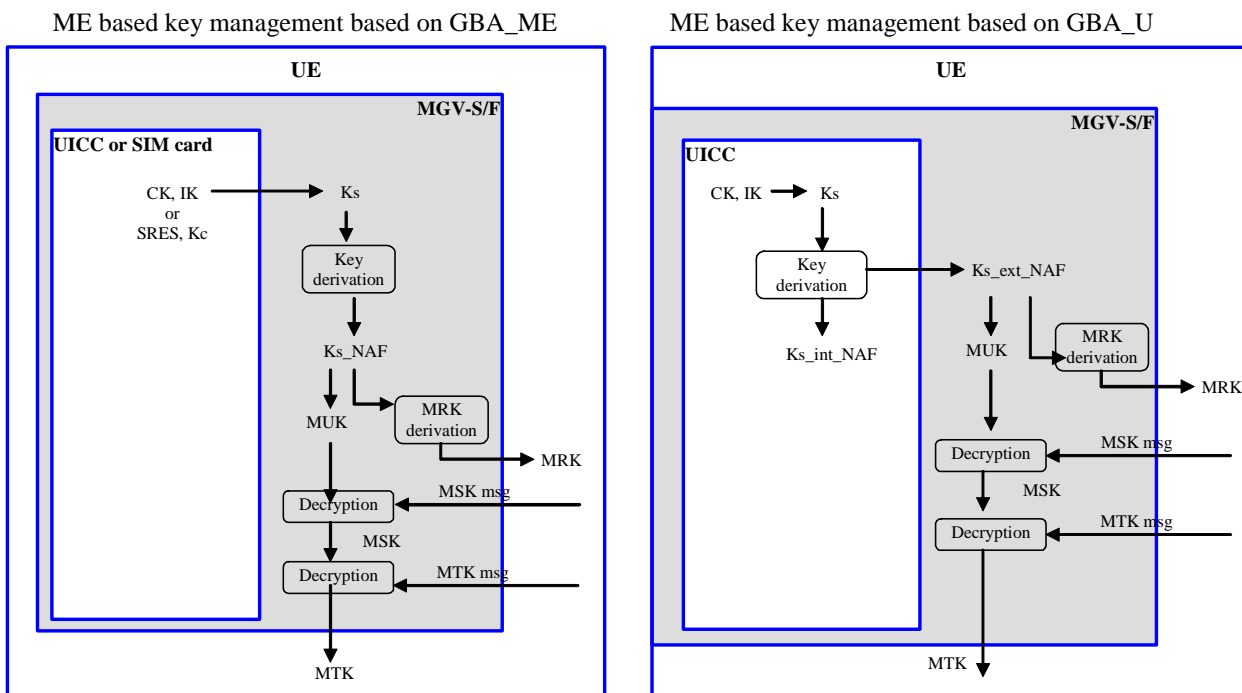 ME based key management based on GBA_ME
UE
MGV-S/F
UICC or SIM card
CK, IK
or
SRES, Kc
Ks
Key
derivation
Ks_NAF
MUK
MRK
derivation
MRK
Decryption
MSK msg
MSK
Decryption
MTK msg
MTK
ME based key management based on GBA_U
UE
MGV-S/F
UICC
CK, IK
Ks
Key
derivation
Ks_ext_NAF
Ks_int_NAF
MUK
MRK
derivation
MRK
Decryption
MSK msg
MSK
Decryption
MTK msg
MTK